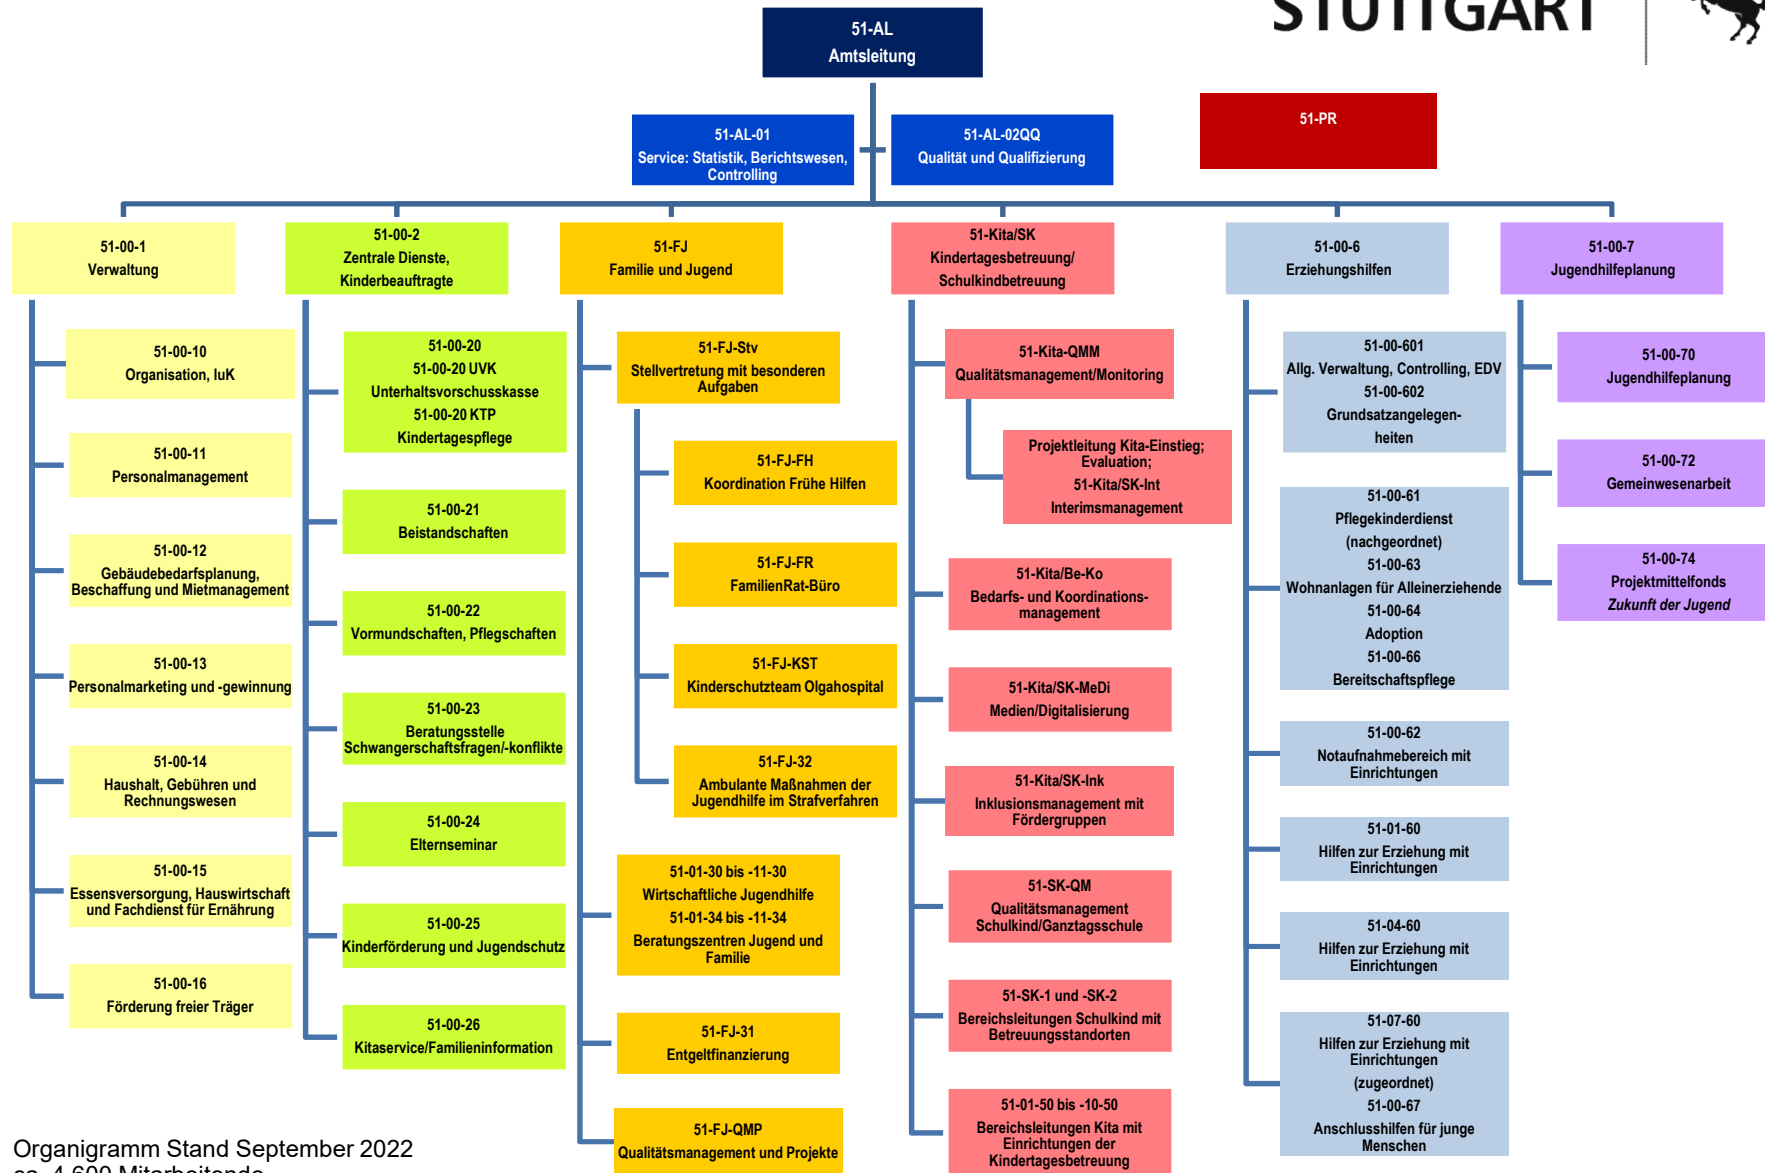 STUTTGART
51-AL
Amtsleitung
51-AL-01
Service: Statistik, Berichtswesen,
Controlling
51-AL-02QQ
Qualität und Qualifizierung
51-PR
51-00-1
Verwaltung
51-00-10
Organisation, IuK
51-00-11
Personalmanagement
51-00-12
Gebäudebedarfsplanung,
Beschaffung und Mietmanagement
51-00-13
Personalmarketing und -gewinnung
51-00-14
Haushalt, Gebühren und
Rechnungswesen
51-00-15
Essensversorgung, Hauswirtschaft
und Fachdienst für Ernährung
51-00-16
Förderung freier Träger
51-00-2
Zentrale Dienste,
Kinderbeauftragte
51-00-20
51-00-20 UVK
Unterhaltsvorschusskasse
51-00-20 KTP
Kindertagespflege
51-00-21
Beistandschaften
51-00-22
Vormundschaften, Pflegschaften
51-00-23
Beratungsstelle
Schwangerschaftsfragen/-konflikte
51-00-24
Elternseminar
51-00-25
Kinderförderung und Jugendschutz
51-00-26
Kitaservice/Familieninformation
51-FJ
Familie und Jugend
51-FJ-Stv
Stellvertretung mit besonderen
Aufgaben
51-FJ-FH
Koordination Frühe Hilfen
51-FJ-FR
FamilienRat-Büro
51-FJ-KST
Kinderschutzteam Olgahospital
51-FJ-32
Ambulante Maßnahmen der
Jugendhilfe im Strafverfahren
51-01-30 bis -11-30
Wirtschaftliche Jugendhilfe
51-01-34 bis -11-34
Beratungszentren Jugend und
Familie
51-FJ-31
Entgeltfinanzierung
51-FJ-QMP
Qualitätsmanagement und Projekte
51-Kita/SK
Kindertagesbetreuung/
Schulkindbetreuung
51-Kita-QMM
Qualitätsmanagement/Monitoring
Projektleitung Kita-Einstieg;
Evaluation;
51-Kita/SK-Int
Interimsmanagement
51-Kita/Be-Ko
Bedarfs- und Koordinations-
management
51-Kita/SK-MeDi
Medien/Digitalisierung
51-Kita/SK-Ink
Inklusionsmanagement mit
Fördergruppen
51-SK-QM
Qualitätsmanagement
Schulkind/Ganztagsschule
51-SK-1 und -SK-2
Bereichsleitungen Schulkind mit
Betreuungsstandorten
51-01-50 bis -10-50
Bereichsleitungen Kita mit
Einrichtungen der
Kindertagesbetreuung
51-00-6
Erziehungshilfen
51-00-601
Allg. Verwaltung, Controlling, EDV
51-00-602
Grundsatzangelegen-
heiten
51-00-61
Pflegekinderdienst
(nachgeordnet)
51-00-63
Wohnanlagen für Alleinerziehende
51-00-64
Adoption
51-00-66
Bereitschaftspflege
51-00-62
Notaufnahmebereich mit
Einrichtungen
51-01-60
Hilfen zur Erziehung mit
Einrichtungen
51-04-60
Hilfen zur Erziehung mit
Einrichtungen
51-07-60
Hilfen zur Erziehung mit
Einrichtungen
(zugeordnet)
51-00-67
Anschlusshilfen für junge
Menschen
51-00-7
Jugendhilfeplanung
51-00-70
Jugendhilfeplanung
51-00-72
Gemeinwesenarbeit
51-00-74
Projektmittelfonds
Zukunft der Jugend
Organigramm Stand September 2022
ca. 4.600 Mitarbeitende